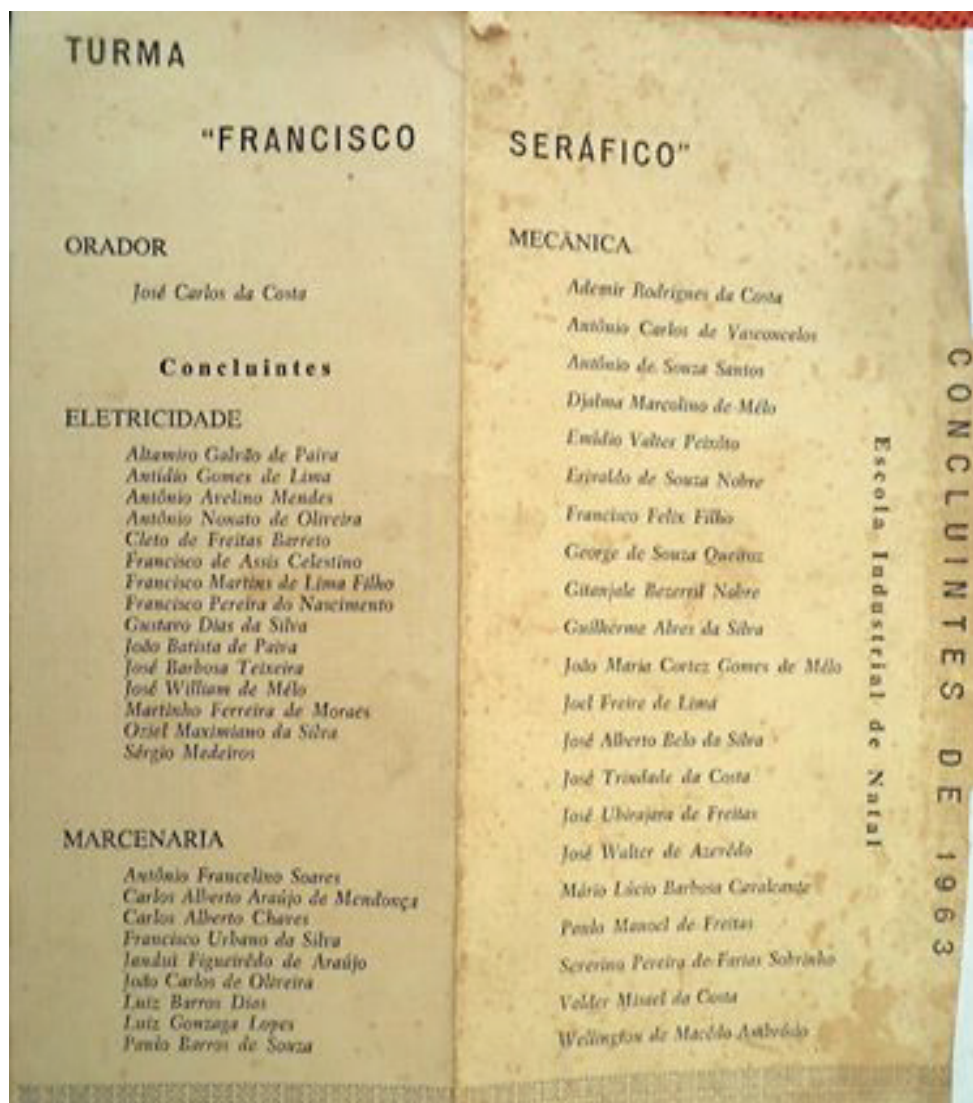 TURMA
"FRANCISCO
ORADOR
José Carlos da Costa
Concluintes
ELETRICIDADE
Altamiro Galvão de Paiva
Antídio Gomes de Lima
Antônio Avelino Mendes
Antônio Nonato de Oliveira
Cleto de Freitas Barreto
Francisco de Assis Celestino
Francisco Martins de Lima Filho
Francisco Pereira do Nascimento
Gustavo Dias da Silva
João Batista de Paiva
José Barbosa Teixeira
José William de Mélo
Martinho Ferreira de Moraes
Oziel Maximiano da Silva
Sérgio Medeiros
MARCENARIA
Antônio Francelino Soares
Carlos Alberto Araújo de Mendonça
Carlos Alberto Chaves
Francisco Urbano da Silva
Jandui Figueirêdo de Araújo
João Carlos de Oliveira
Luiz Barros Dias
Luiz Gonzaga Lopes
Paulo Barros de Souza
SERÁFICO"
MECÂNICA
Ademir Rodrigues da Costa
Antônio Carlos de Vasconcelos
Antônio de Souza Santos
Djalma Marcolino de Mélo
Emídio Valter Peixôto
de Souza Nobre
Francisco Felix Filho
George de Souza Queiroz
Gitanjale Bezerril Nobre
Guilherme Alves da Silva
João Maria Cortez Gomes de Mélo
Joel Freire de Lima
José Alberto Belo da Silva
José Trindade da Costa
José Ubirajara de Freitas
José Walter de Azevêdo
Mário Lúcio Barbosa Cavalcante
Paulo Manoel de Freitas
Severino Pereira de Farias Sobrinho
Valder Misael da Costa
Wellington de Macêdo
Escola Industrial de Natal
CONCLUINTES DE 1963